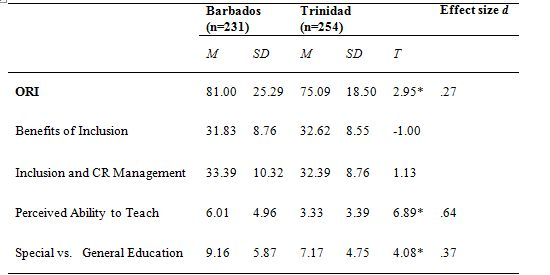 Barbados (n=231) Trinidad (n=254) Effect size d
M SD M SD T
ORI 81.00 25.29 75.09 18.50 2.95* .27
Benefits of Inclusion 31.83 8.76 32.62 8.55 -1.00
Inclusion and CR Management 33.39 10.32 32.39 8.76 1.13
Perceived Ability to Teach 6.01 4.96 3.33 3.39 6.89* .64
Special vs. General Education 9.16 5.87 7.17 4.75 4.08* .37